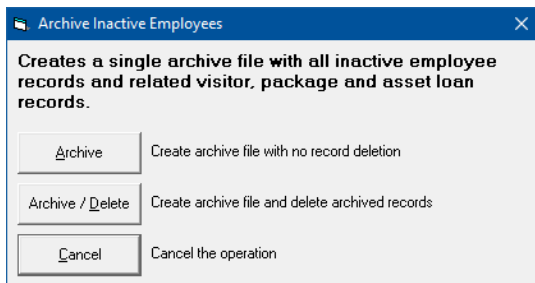 Archive Inactive Employees
Creates a single archive file with all inactive employee
records and related visitor, package and asset loan
records.
Archive Create archive file with no record deletion
Archive / Delete Create archive file and delete archived records
Cancel Cancel the operation